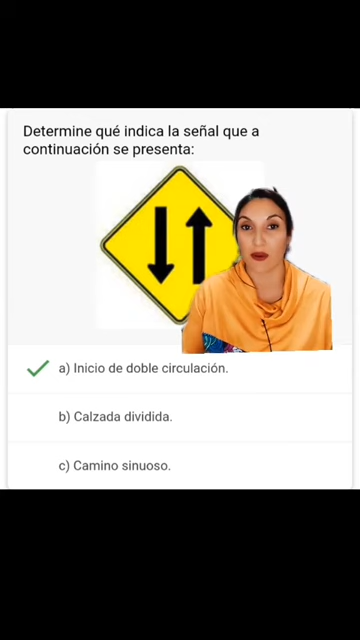 Determine qué indica la señal que a
continuación se presenta:
a) Inicio de doble circulación.
b) Calzada dividida.
c) Camino sinuoso.